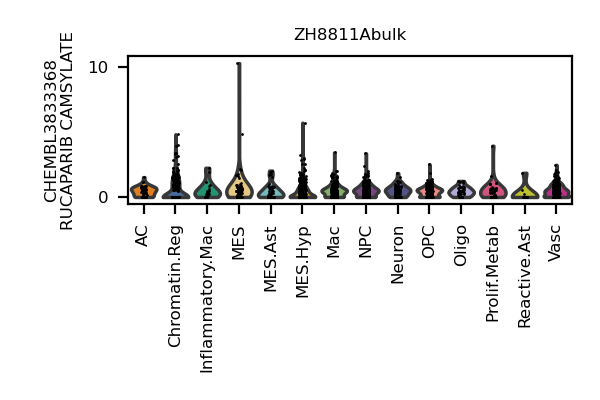 ZH8811Abulk
CHEMBL3833368
RUCAPARIB CAMSYLATE
10
0
AC
Chromatin.Reg
Inflammatory.Mac
MES
MES.Ast
MES.Hyp
Mac
NPC
Neuron
OPC
Oligo
Prolif.Metab
Reactive.Ast
Vasc